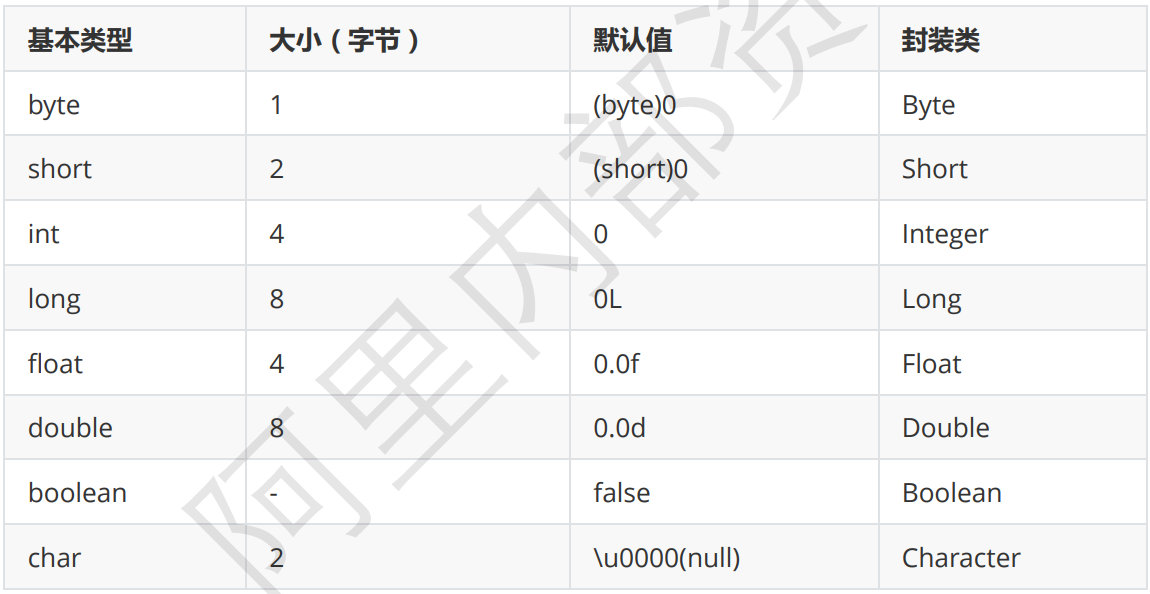 基本类型 大小（字节） 默认值 封装类
byte 1 (byte)0 Byte
short 2 (short)0 Short
int 4 0 Integer
long 8 0L Long
float 4 0.0f Float
double 8 0.0d Double
boolean - false Boolean
char 2 \u0000(null) Character
阿里内部资